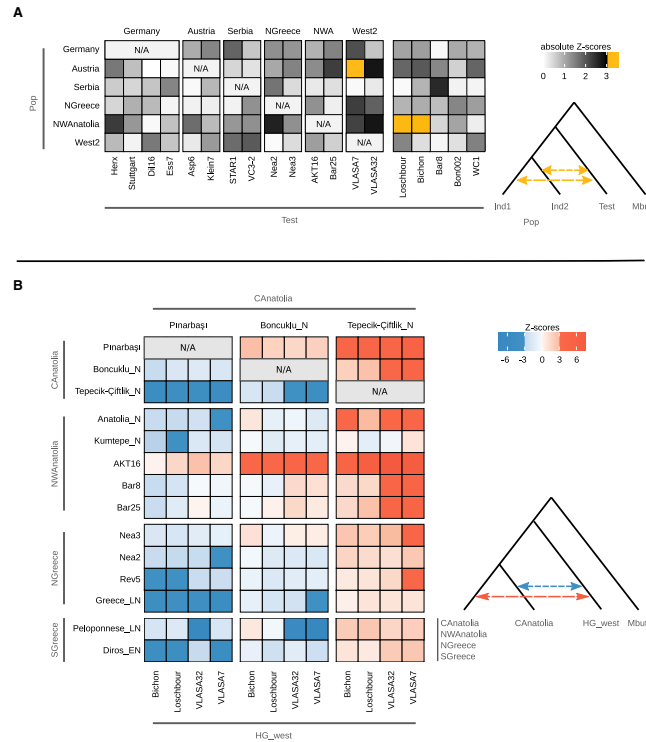 A
Germany Austria Serbia NGreece NWA West2
Pop
Germany N/A
Austria N/A
Serbia N/A
NGreece N/A
NWAnatolia N/A
West2 N/A
Herx Stuttgart Dil16 Ess7 Asp6 Klein7 STAR1 VC3-2 Nea2 Nea3 AKT16 Bar25 VLASA7 VLASA32 Loschbour Bichon Bar8 Bon002 WC1
Test
absolute Z-scores
0 1 2 3
Ind1 Ind2 Test Mbu
Pop
B
CAnatolia
Pınarbaşı Boncuklu_N Tepecik-Çiftlik_N
CAnatolia
Pınarbaşı N/A
Boncuklu_N N/A
Tepecik-Çiftlik_N N/A
NWAnatolia
Anatolia_N
Kumtepe_N
AKT16
Bar8
Bar25
NGreece
Nea3
Nea2
Rev5
Greece_LN
SGreece
Peloponnese_LN
Diros_EN
Bichon Loschbour VLASA32 VLASA7 Bichon Loschbour VLASA32 VLASA7 Bichon Loschbour VLASA32 VLASA7
HG_west
Z-scores
-6 -3 0 3 6
CAnatolia CAnatolia HG_west Mbut
NWAnatolia
NGreece
SGreece